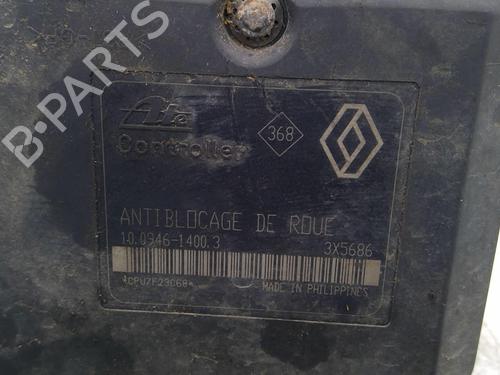 B-PARTS
Ate
Controller
368
ANTIBLOCAGE DE ROUE
10.0946-1400.3 3X5686
MADE IN PHILIPPINES